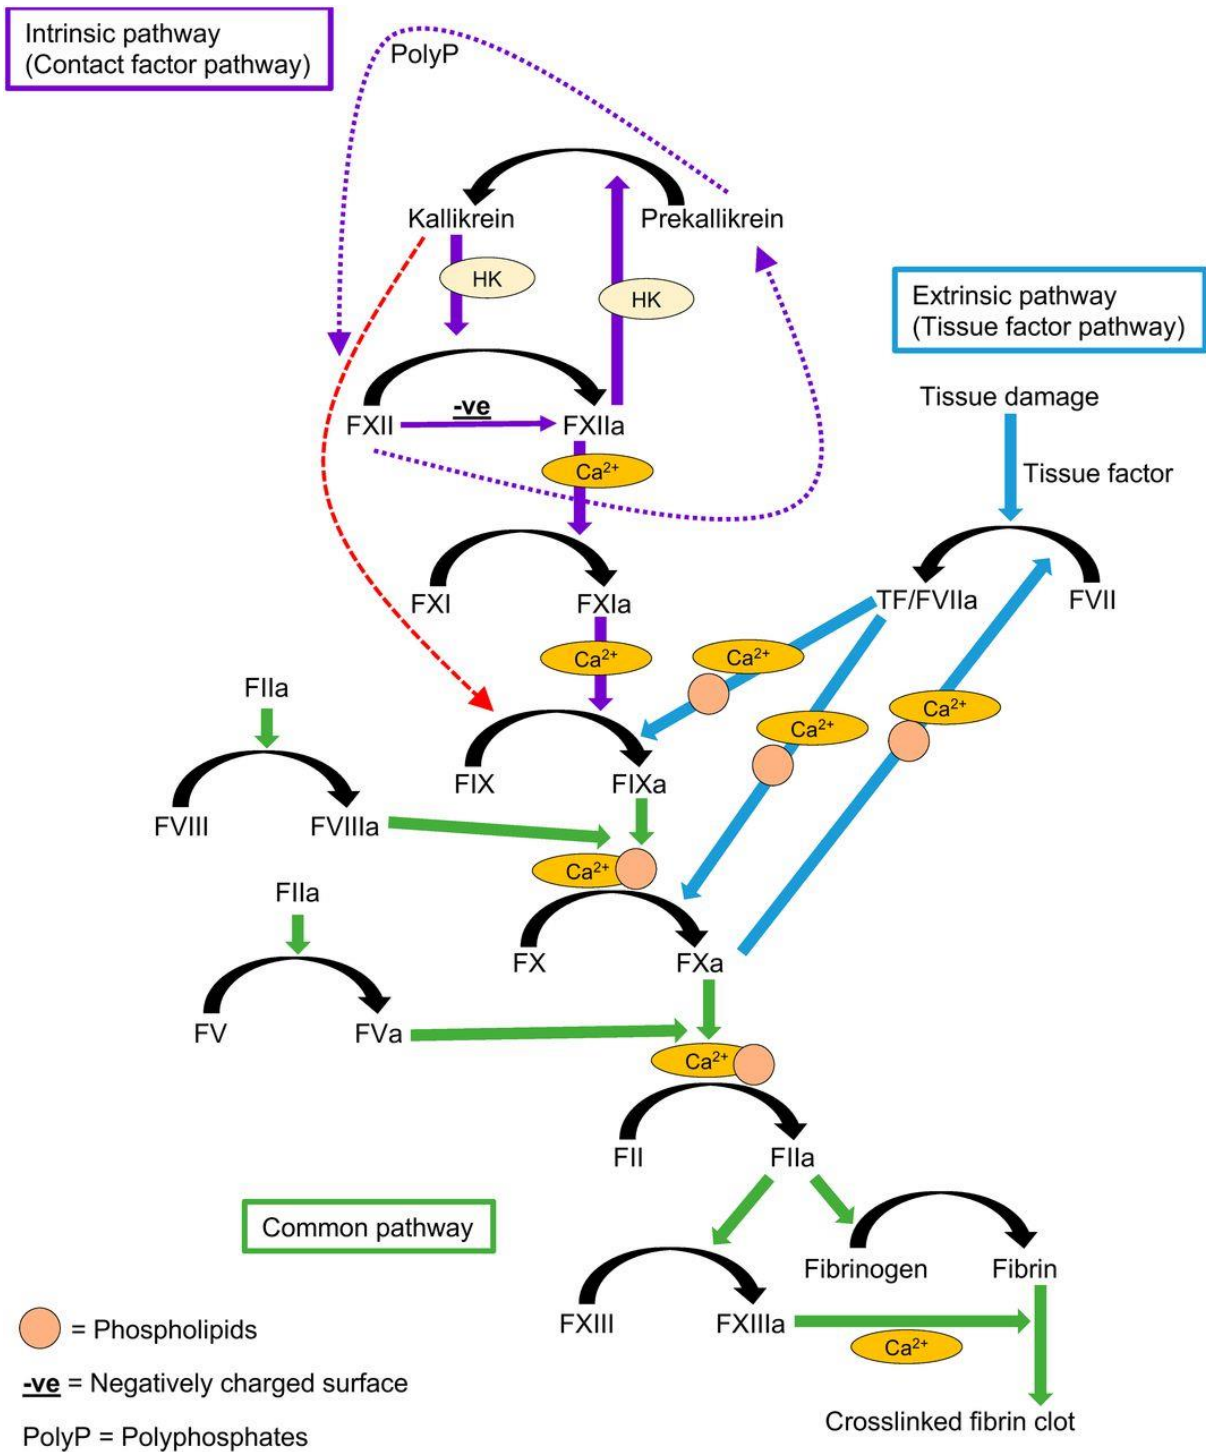 Intrinsic pathway
(Contact factor pathway)
PolyP
Kallikrein
Prekallikrein
HK
HK
Extrinsic pathway
(Tissue factor pathway)
Tissue damage
FXII
-ve
FXIIa
Ca2+
Tissue factor
FXI
FXIa
TF/FVIIa
FVII
Ca2+
Ca2+
FIIa
Ca2+
Ca2+
FIX
FIXa
FVIII
FVIIIa
Ca2+
FIIa
FX
FXa
FV
FVa
Ca2+
FII
FIIa
Common pathway
Fibrinogen
Fibrin
FXIII
FXIIIa
= Phospholipids
Ca2+
-ve = Negatively charged surface
Crosslinked fibrin clot
PolyP = Polyphosphates